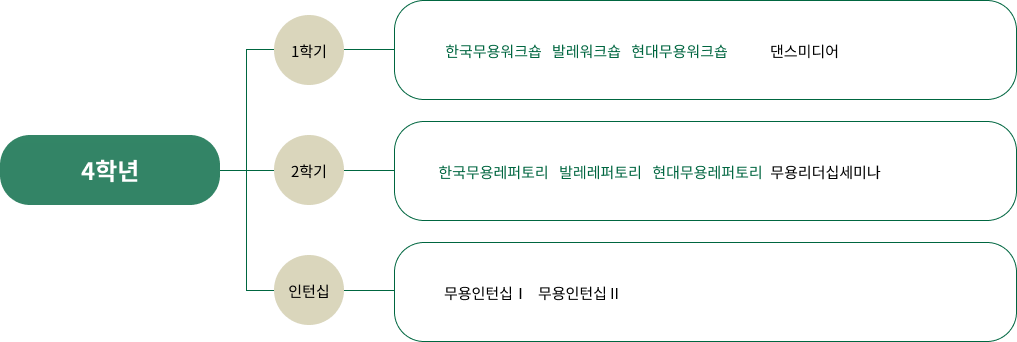 4학년
1학기
한국무용워크숍 발레워크숍 현대무용워크숍 댄스미디어
2학기
한국무용레퍼토리 발레레퍼토리 현대무용레퍼토리 무용리더십세미나
인턴십
무용인턴십Ⅰ 무용인턴십Ⅱ